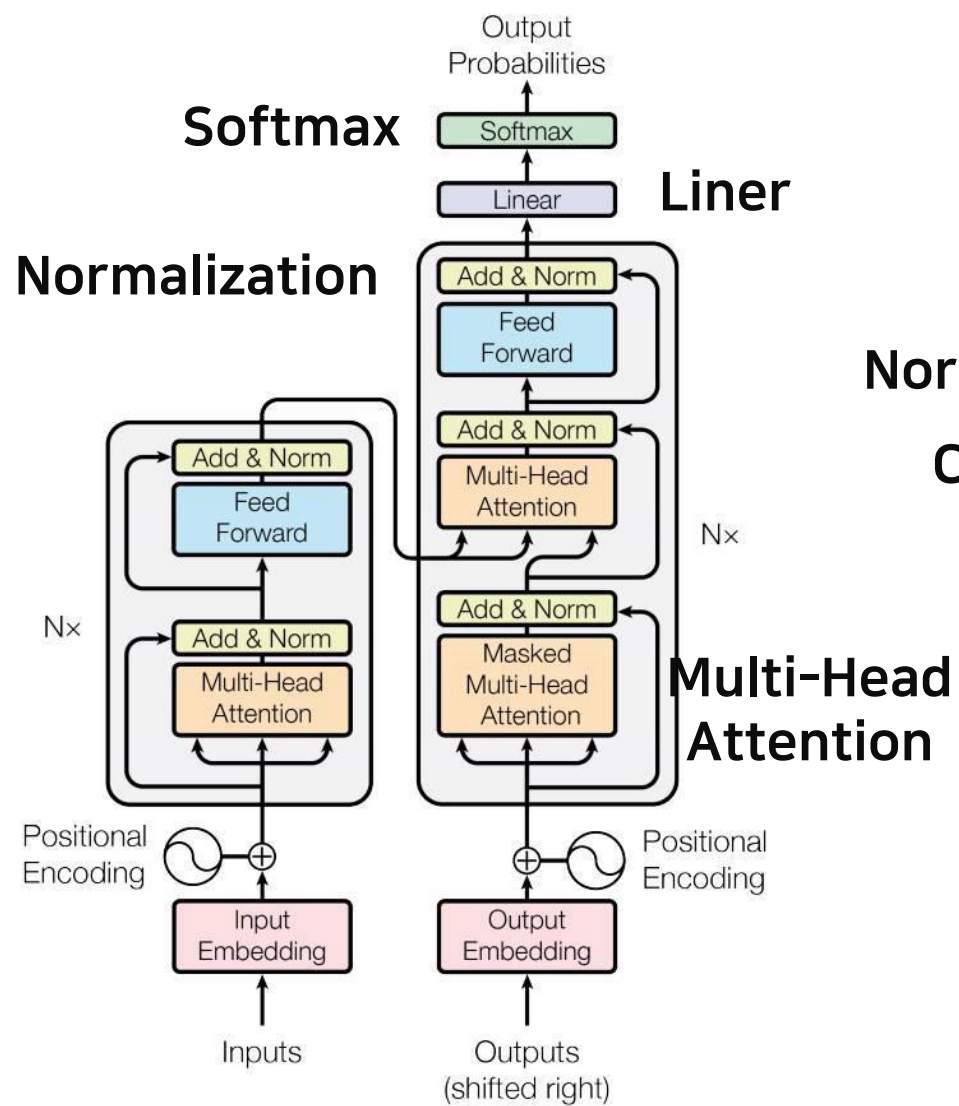 Output
Probabilities
Softmax
Softmax
Linear
Liner
Normalization
Add & Norm
Feed
Forward
Nor
C
Add & Norm
Multi-Head
Attention
Add & Norm
Feed
Forward
Nx
Nx
Add & Norm
Multi-Head
Attention
Add & Norm
Masked
Multi-Head
Attention
Multi-Head
Attention
Positional
Encoding
Positional
Encoding
Input
Embedding
Output
Embedding
Inputs
Outputs
(shifted right)